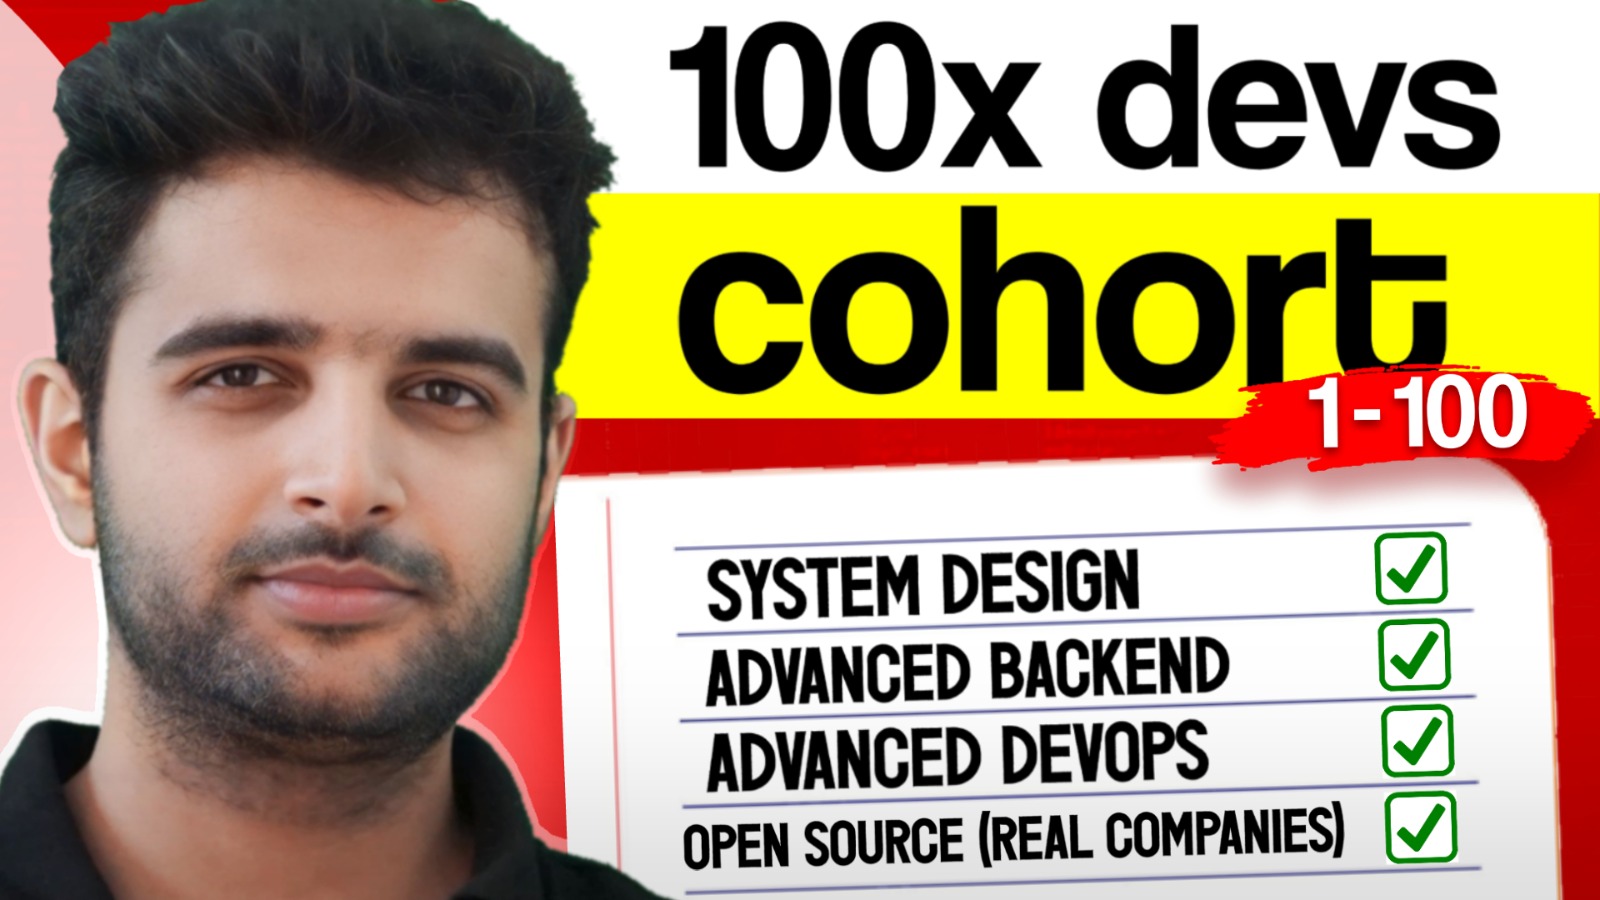 100x devs
cohort
1-100
SYSTEM DESIGN
ADVANCED BACKEND
ADVANCED DEVOPS
OPEN SOURCE (REAL COMPANIES)